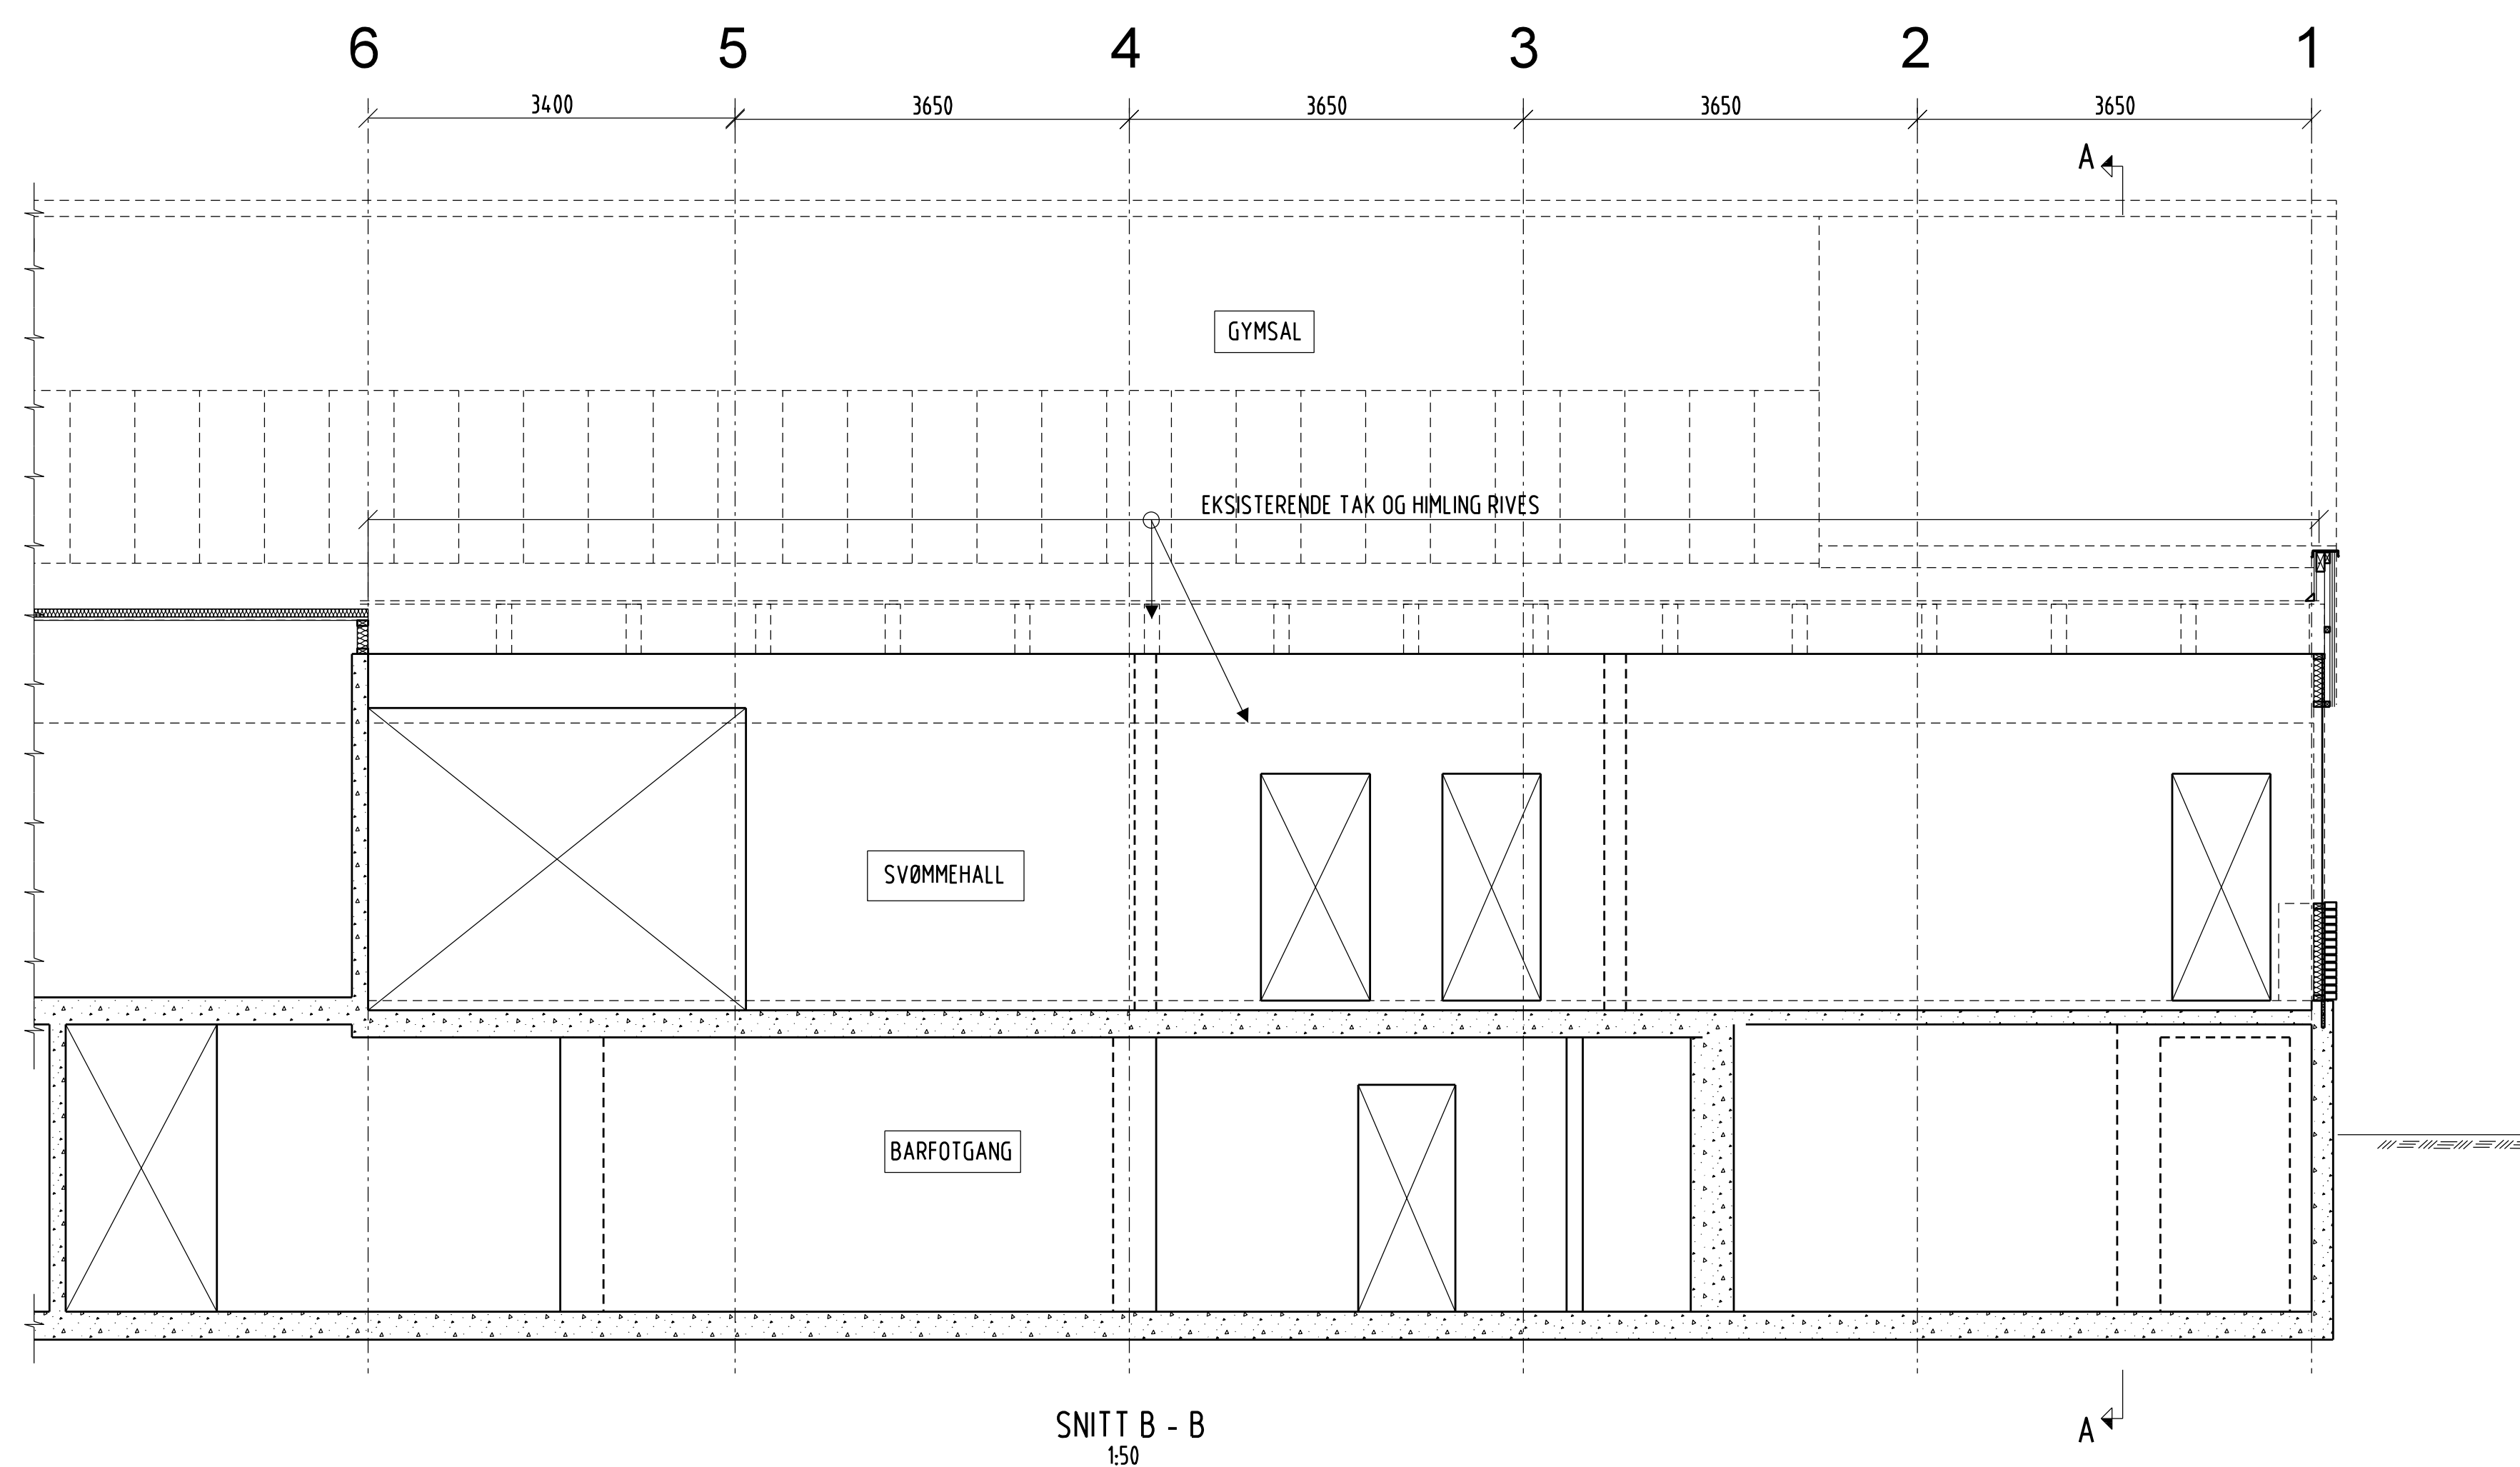 6 5 4 3 2 1
3400 3650 3650 3650 3650
A
GYMSAL
EKSISTERENDE TAK OG HIMLING RIVES
SVØMMEHALL
BARFOTGANG
SNITT B - B
A
1:50